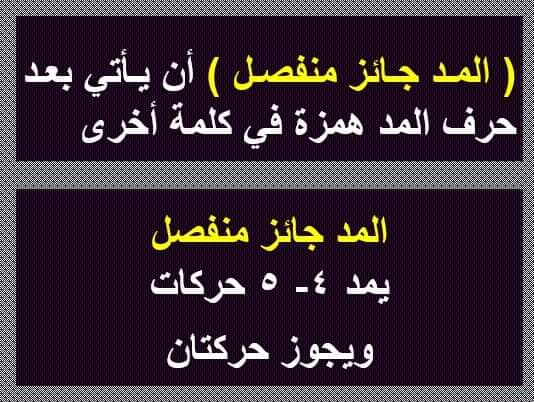 ( المد جائز منفصل ) أن يأتي بعد
حرف المد همزة في كلمة أخرى
المد جائز منفصل
يمد ٤- ٥ حركات
ويجوز حركتان